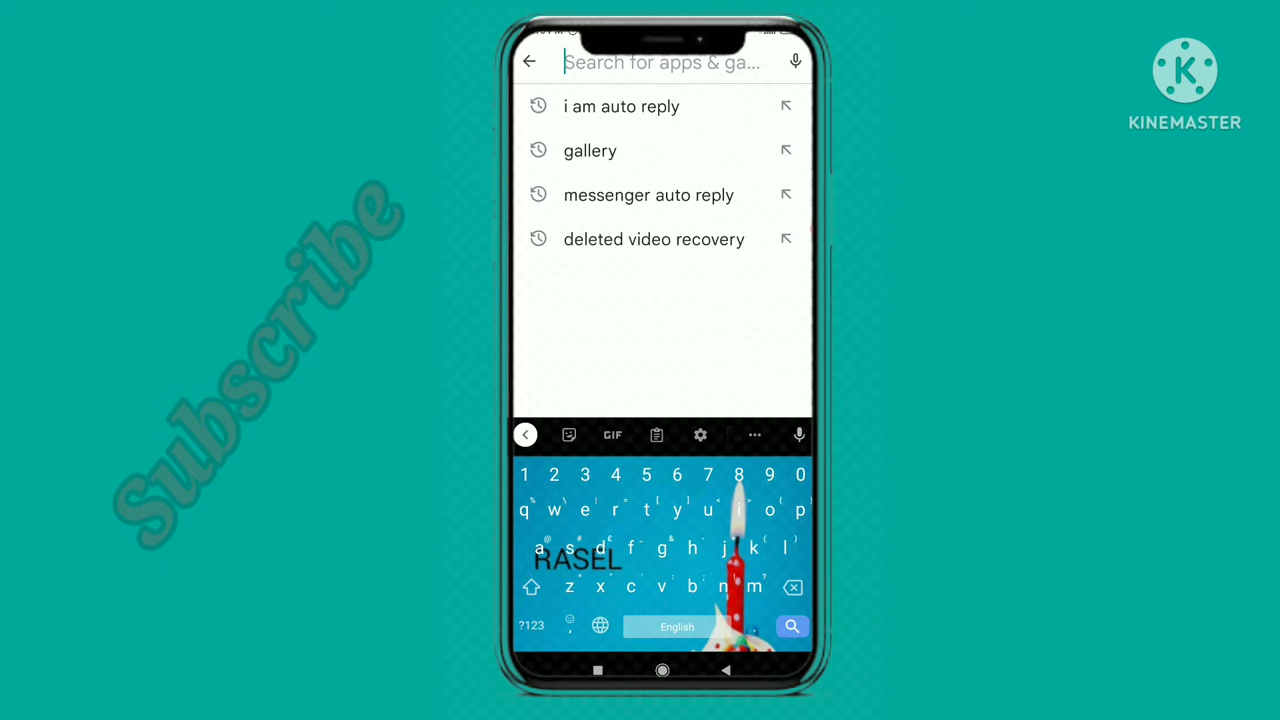 Search for apps & ga...
i am auto reply
gallery
messenger auto reply
deleted video recovery
GIF
1 2 3 4 5 6 7 8 9 0
q w e r t y u i o p
a s d f g h j k l
RASEL
z x c v b n m
?123 , English .
Subscribe
K
KINEMASTER